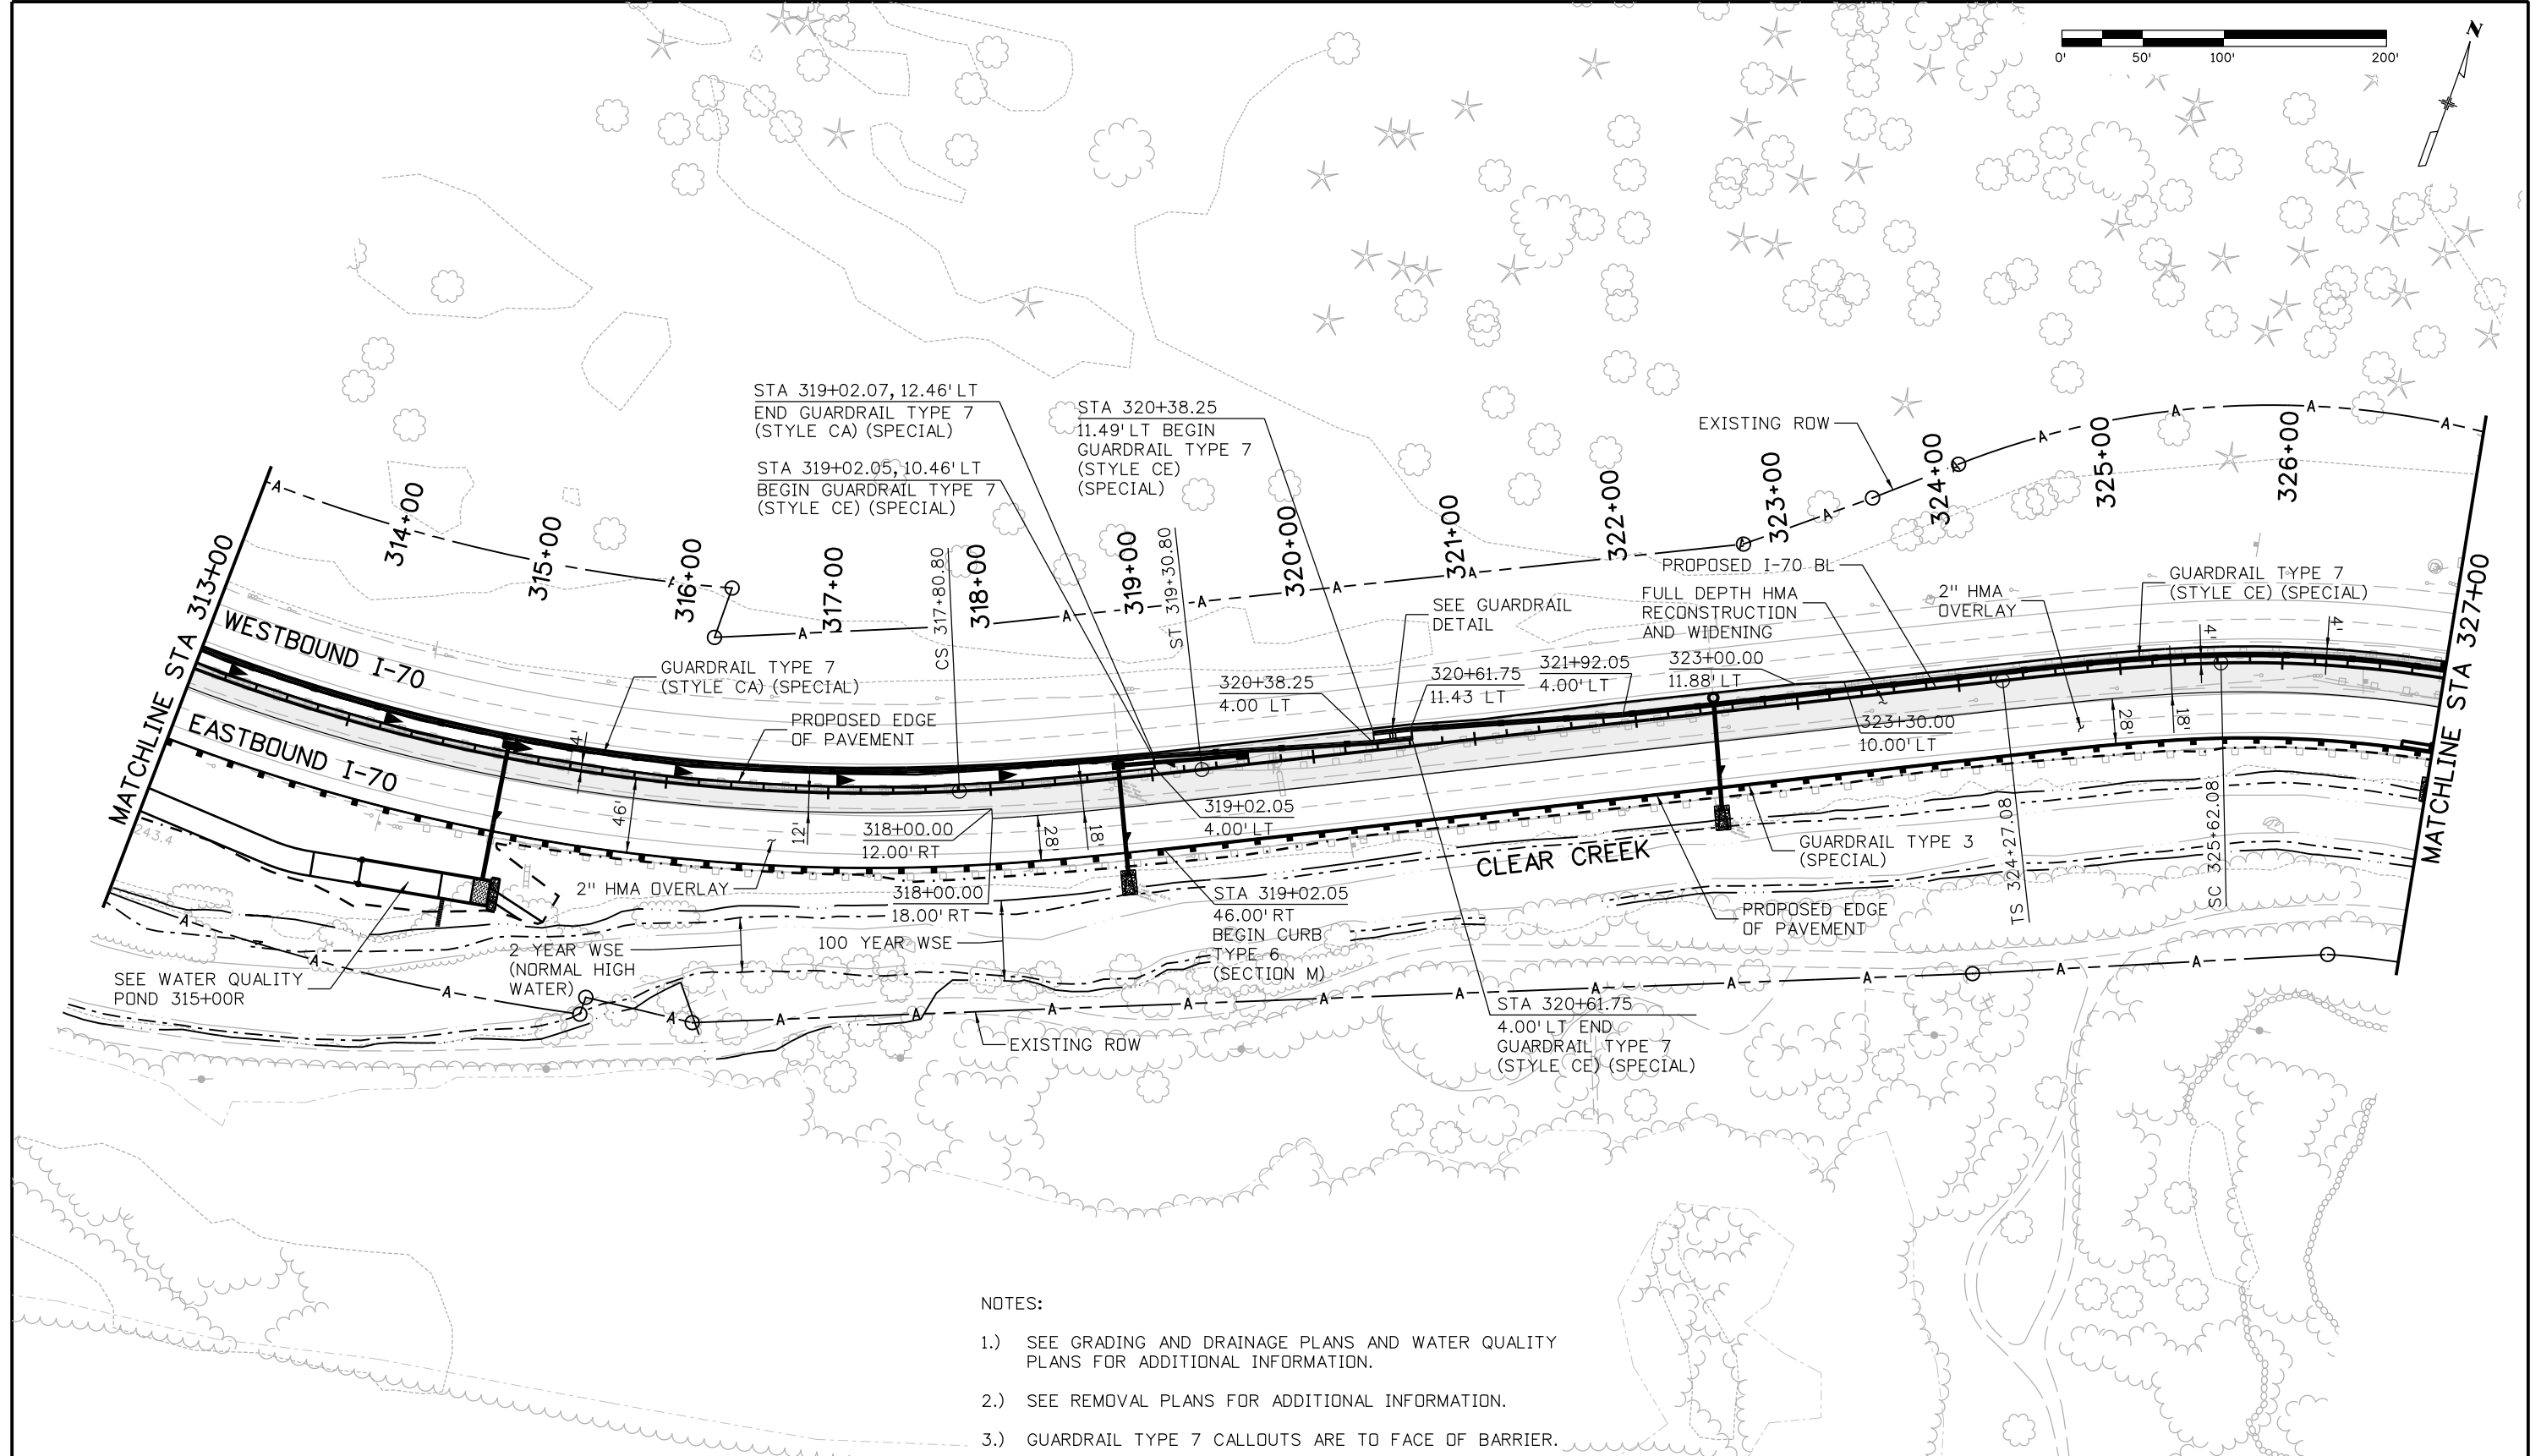 N
0' 50' 100' 200'
STA 319+02.07, 12.46' LT
END GUARDRAIL TYPE 7
(STYLE CA) (SPECIAL)
STA 319+02.05, 10.46' LT
BEGIN GUARDRAIL TYPE 7
(STYLE CE) (SPECIAL)
STA 320+38.25
11.49' LT BEGIN
GUARDRAIL TYPE 7
(STYLE CE)
(SPECIAL)
EXISTING ROW
313+00
314+00
315+00
316+00
317+00
318+00
319+00
320+00
321+00
322+00
323+00
324+00
325+00
326+00
MATCHLINE STA 313+00
MATCHLINE STA 327+00
CS 317+80.80
ST 319+30.80
PROPOSED I-70 BL
FULL DEPTH HMA
RECONSTRUCTION
AND WIDENING
2" HMA
OVERLAY
GUARDRAIL TYPE 7
(STYLE CE) (SPECIAL)
SEE GUARDRAIL
DETAIL
WESTBOUND I-70
EASTBOUND I-70
GUARDRAIL TYPE 7
(STYLE CA) (SPECIAL)
PROPOSED EDGE
OF PAVEMENT
320+38.25
4.00 LT
320+61.75
11.43 LT
321+92.05
4.00' LT
323+00.00
11.88' LT
323+30.00
10.00' LT
4'
4'
4'
46'
12'
28'
18'
28'
18'
318+00.00
12.00' RT
318+00.00
18.00' RT
319+02.05
4.00' LT
243.4
2" HMA OVERLAY
STA 319+02.05
46.00' RT
BEGIN CURB
TYPE 6
(SECTION M)
CLEAR CREEK
GUARDRAIL TYPE 3
(SPECIAL)
PROPOSED EDGE
OF PAVEMENT
TS 324+27.08
SC 325+62.08
SEE WATER QUALITY
POND 315+00R
2 YEAR WSE
(NORMAL HIGH
WATER)
100 YEAR WSE
EXISTING ROW
STA 320+61.75
4.00' LT END
GUARDRAIL TYPE 7
(STYLE CE) (SPECIAL)
A A A A A A A A A A A A A A
A A A A A A A A A A A A A A A
NOTES:
1.) SEE GRADING AND DRAINAGE PLANS AND WATER QUALITY
PLANS FOR ADDITIONAL INFORMATION.
2.) SEE REMOVAL PLANS FOR ADDITIONAL INFORMATION.
3.) GUARDRAIL TYPE 7 CALLOUTS ARE TO FACE OF BARRIER.